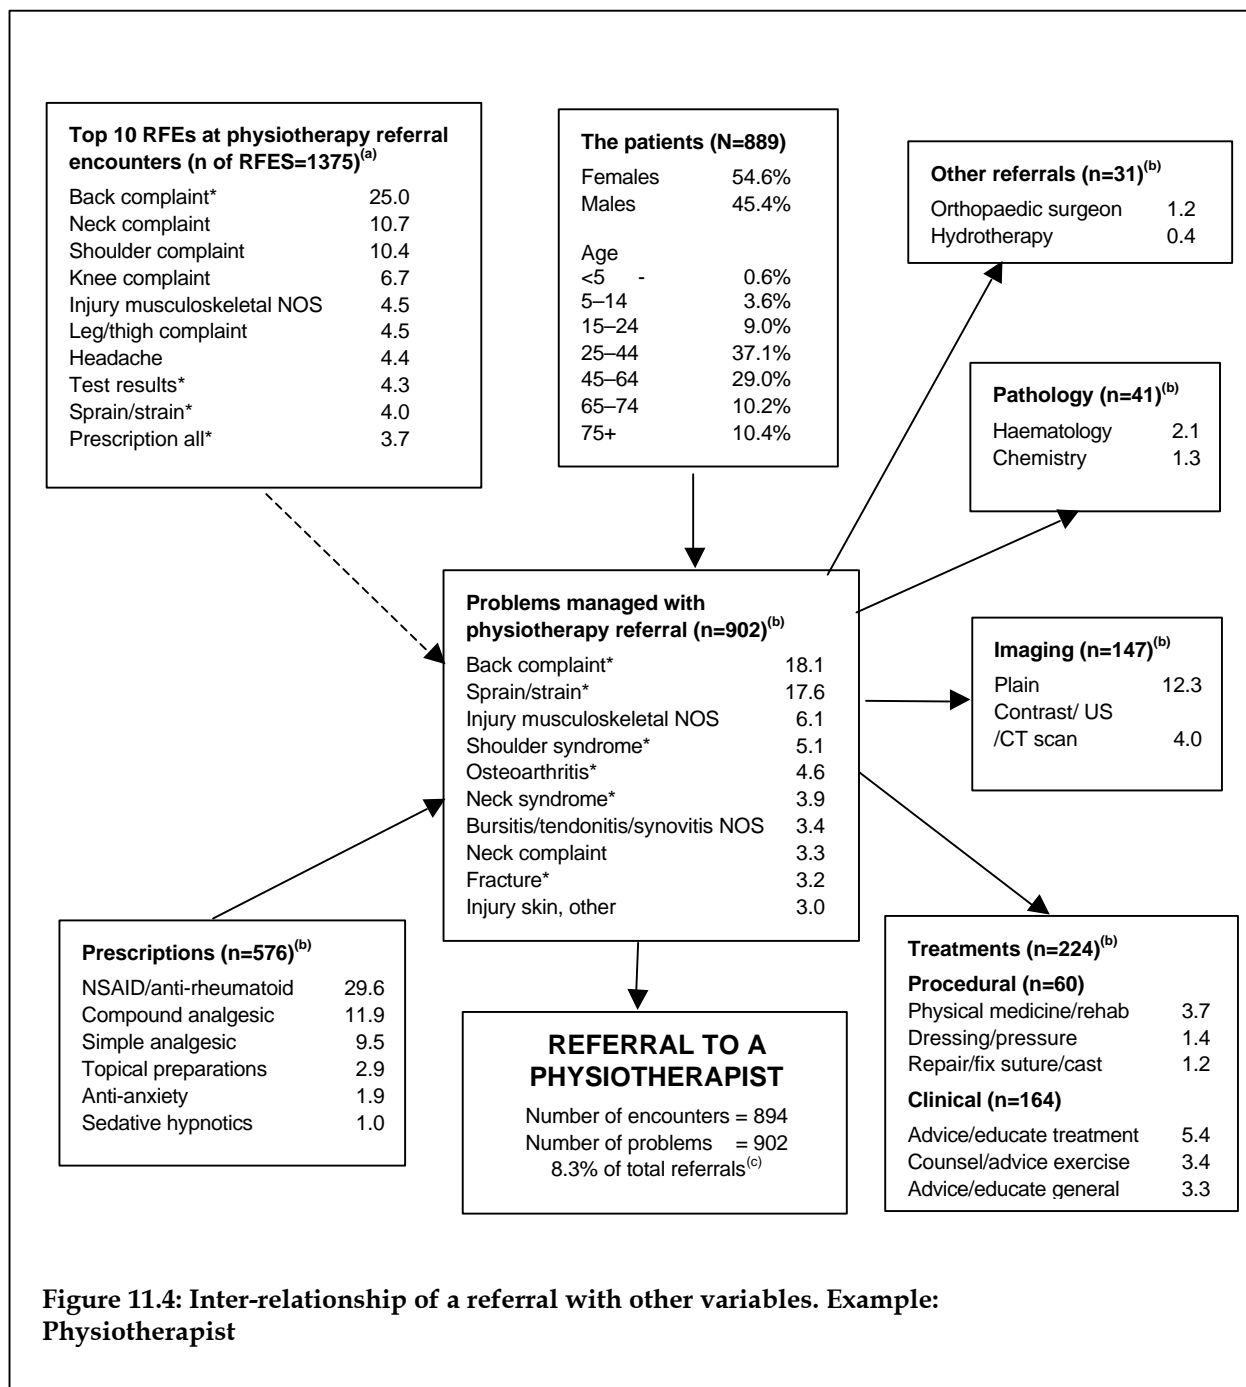 Top 10 RFEs at physiotherapy referral
encounters (n of RFES=1375)(a)
Back complaint* 25.0
Neck complaint 10.7
Shoulder complaint 10.4
Knee complaint 6.7
Injury musculoskeletal NOS 4.5
Leg/thigh complaint 4.5
Headache 4.4
Test results* 4.3
Sprain/strain* 4.0
Prescription all* 3.7
The patients (N=889)
Females 54.6%
Males 45.4%
Age
<5 - 0.6%
5–14 3.6%
15–24 9.0%
25–44 37.1%
45–64 29.0%
65–74 10.2%
75+ 10.4%
Other referrals (n=31)(b)
Orthopaedic surgeon 1.2
Hydrotherapy 0.4
Pathology (n=41)(b)
Haematology 2.1
Chemistry 1.3
Problems managed with
physiotherapy referral (n=902)(b)
Back complaint* 18.1
Sprain/strain* 17.6
Injury musculoskeletal NOS 6.1
Shoulder syndrome* 5.1
Osteoarthritis* 4.6
Neck syndrome* 3.9
Bursitis/tendonitis/synovitis NOS 3.4
Neck complaint 3.3
Fracture* 3.2
Injury skin, other 3.0
Imaging (n=147)(b)
Plain 12.3
Contrast/ US
/CT scan 4.0
Prescriptions (n=576)(b)
NSAID/anti-rheumatoid 29.6
Compound analgesic 11.9
Simple analgesic 9.5
Topical preparations 2.9
Anti-anxiety 1.9
Sedative hypnotics 1.0
REFERRAL TO A
PHYSIOTHERAPIST
Number of encounters = 894
Number of problems = 902
8.3% of total referrals(c)
Treatments (n=224)(b)
Procedural (n=60)
Physical medicine/rehab 3.7
Dressing/pressure 1.4
Repair/fix suture/cast 1.2
Clinical (n=164)
Advice/educate treatment 5.4
Counsel/advice exercise 3.4
Advice/educate general 3.3
Figure 11.4: Inter-relationship of a referral with other variables. Example:
Physiotherapist